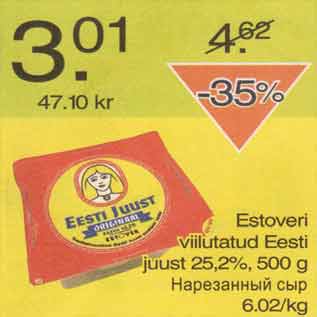 3.01
4.62
-35%
47.10 kr
EESTI JUUST
ORIGINAAL
Estoveri
viilutatud Eesti
juust 25,2%, 500 g
Нарезанный сыр
6.02/kg